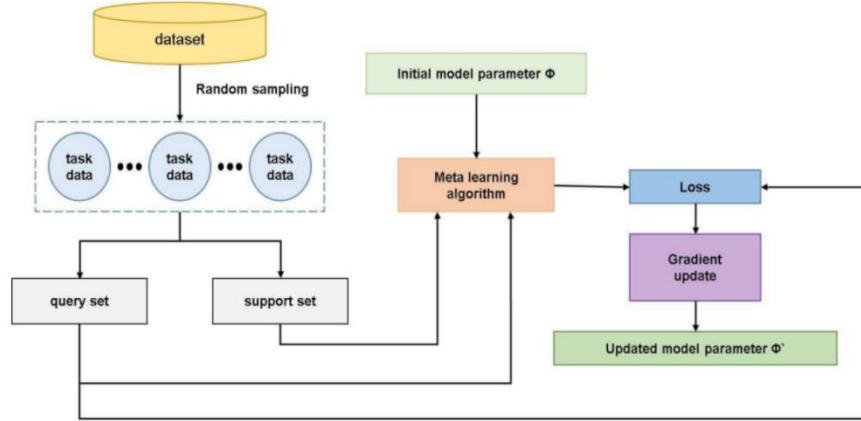 dataset
Random sampling
Initial model parameter Φ
task
data
task
data
task
data
Meta learning
algorithm
Loss
Gradient
update
query set
support set
Updated model parameter Φ`